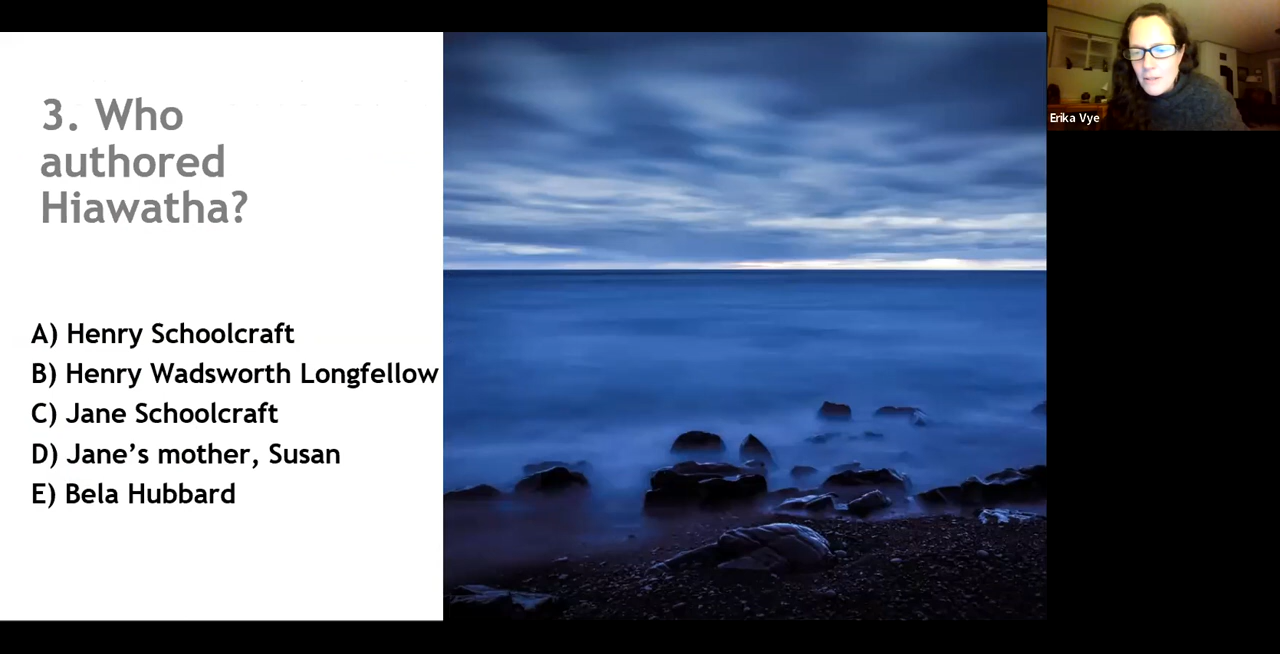 3. Who
authored
Hiawatha?
A) Henry Schoolcraft
B) Henry Wadsworth Longfellow
C) Jane Schoolcraft
D) Jane’s mother, Susan
E) Bela Hubbard
Erika Vye